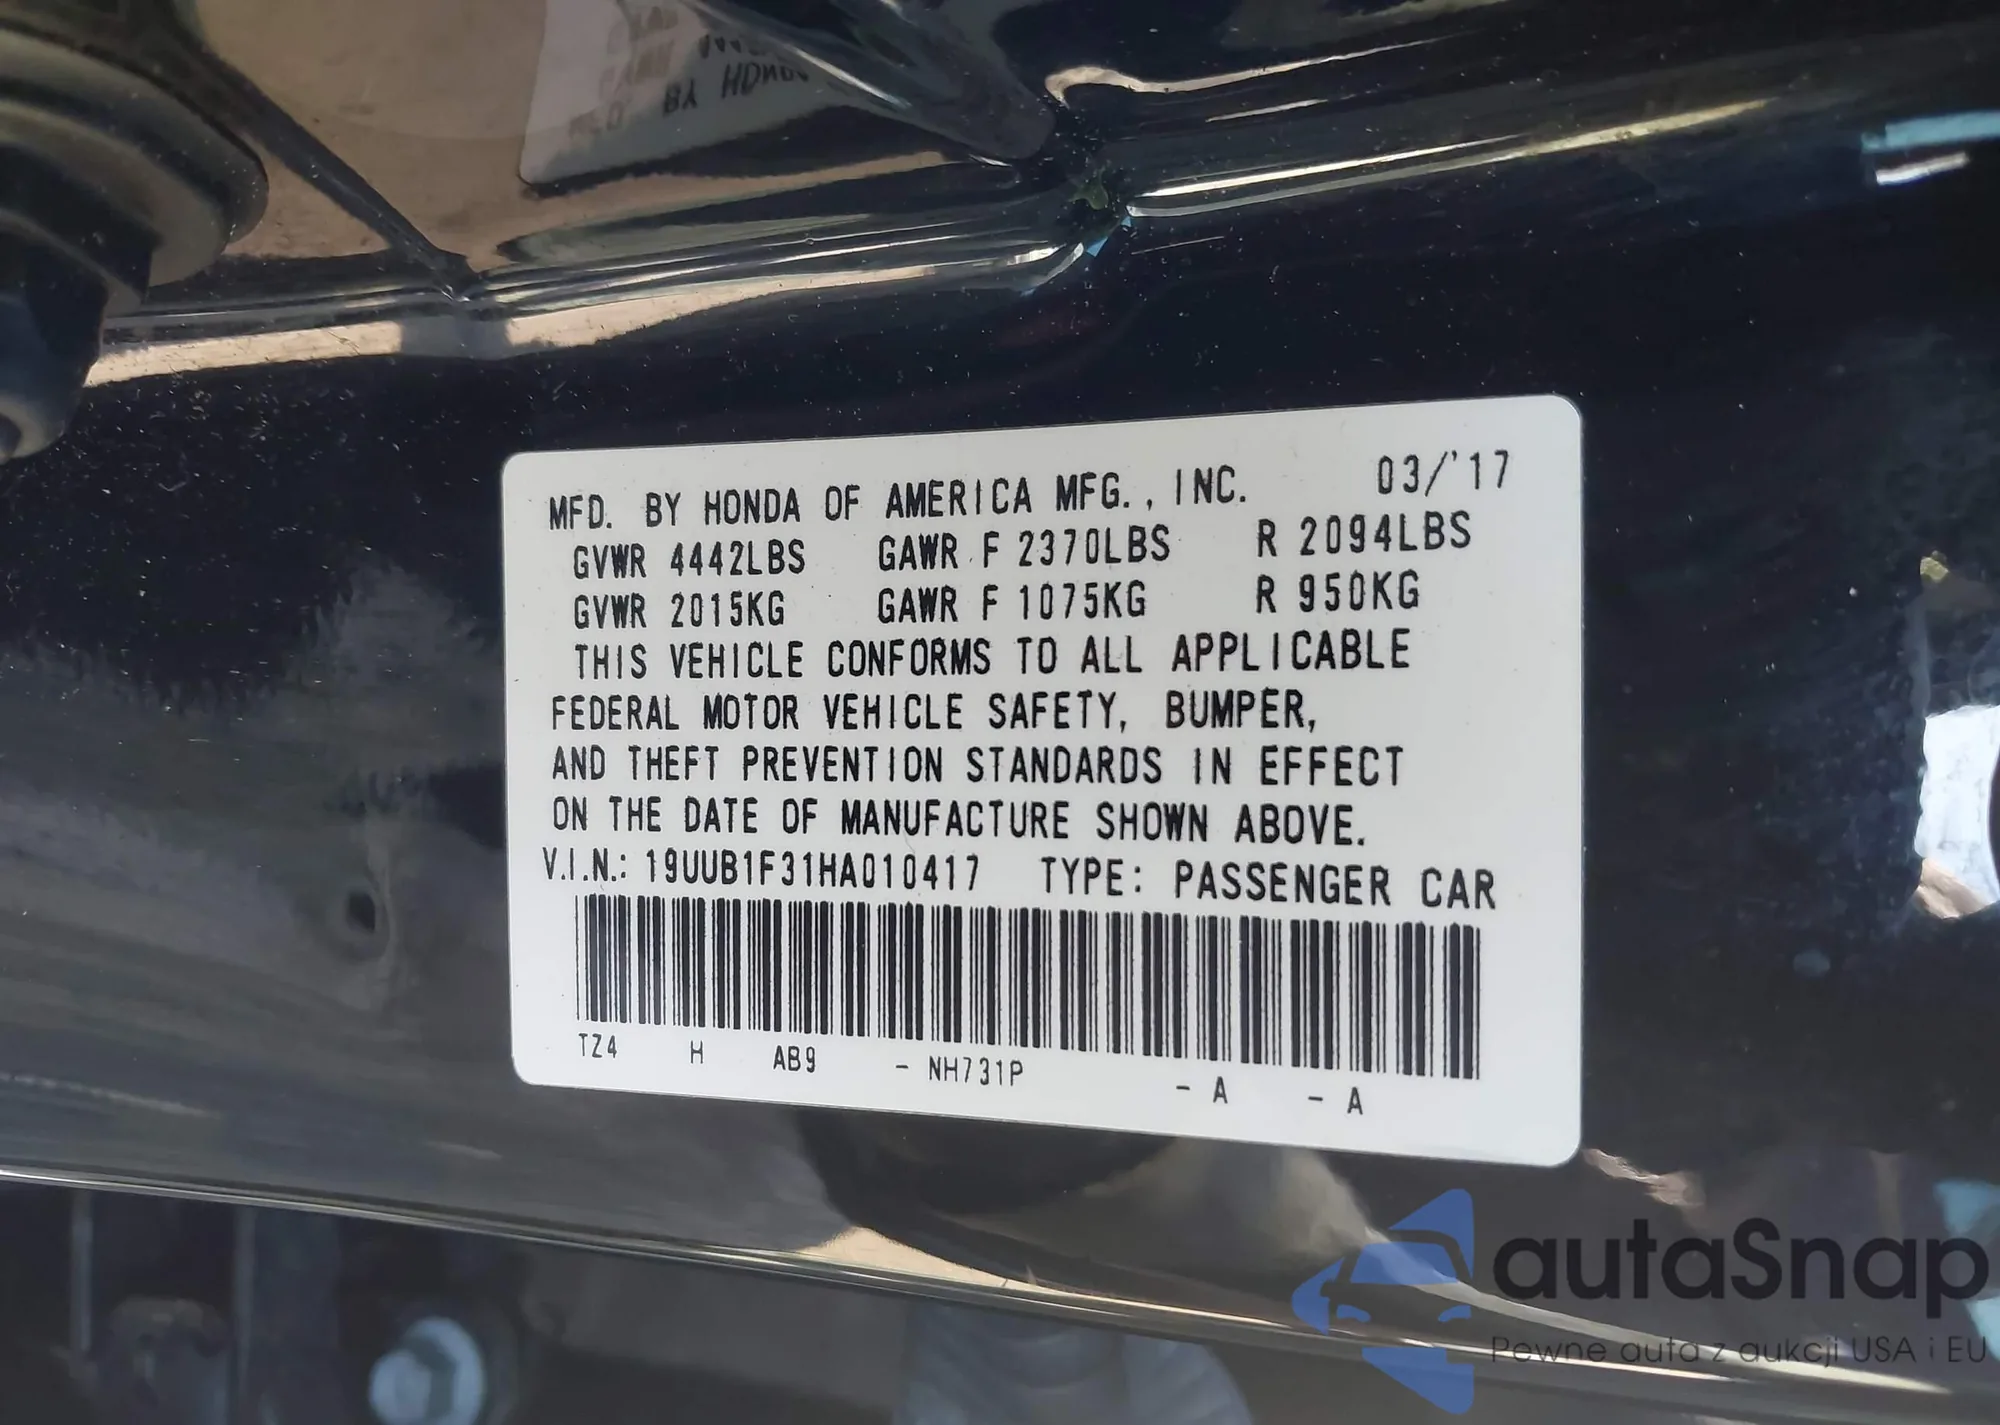 BY HONDA
MFD. BY HONDA OF AMERICA MFG., INC. 03/'17
GVWR 4442LBS GAWR F 2370LBS R 2094LBS
GVWR 2015KG GAWR F 1075KG R 950KG
THIS VEHICLE CONFORMS TO ALL APPLICABLE
FEDERAL MOTOR VEHICLE SAFETY, BUMPER,
AND THEFT PREVENTION STANDARDS IN EFFECT
ON THE DATE OF MANUFACTURE SHOWN ABOVE.
V.I.N.: 19UUB1F31HA010417 TYPE: PASSENGER CAR
TZ4 H AB9 - NH731P - A - A
autaSnap
Pewne auta z aukcji USA i EU